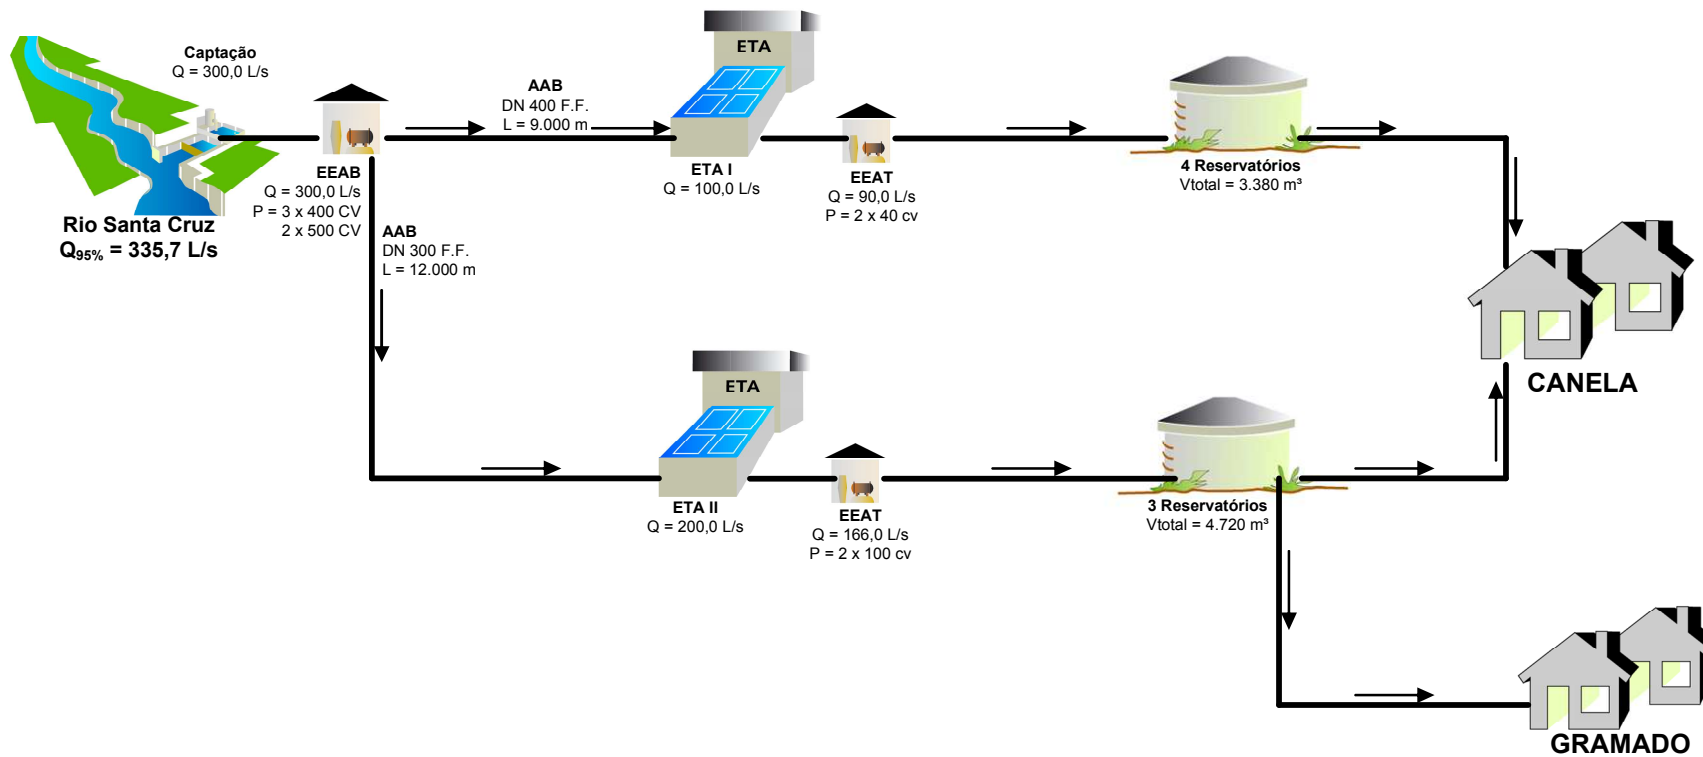 Captação
Q = 300,0 L/s
Rio Santa Cruz
Q95% = 335,7 L/s
EEAB
Q = 300,0 L/s
P = 3 x 400 CV
2 x 500 CV
AAB
DN 400 F.F.
L = 9.000 m
ETA
ETA I
Q = 100,0 L/s
EEAT
Q = 90,0 L/s
P = 2 x 40 cv
4 Reservatórios
Vtotal = 3.380 m³
AAB
DN 300 F.F.
L = 12.000 m
ETA
ETA II
Q = 200,0 L/s
EEAT
Q = 166,0 L/s
P = 2 x 100 cv
3 Reservatórios
Vtotal = 4.720 m³
CANELA
GRAMADO